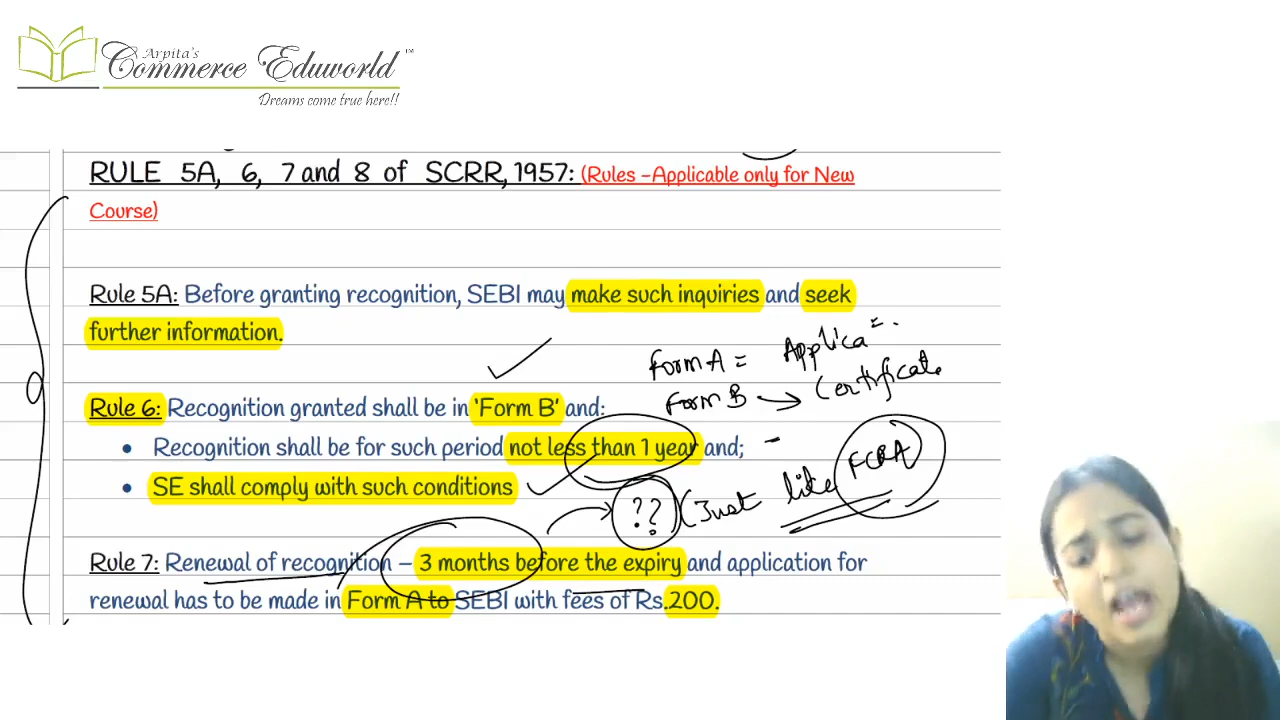 Arpita's
Commerce Eduworld™
Dreams come true here!!
RULE 5A, 6, 7 and 8 of SCRR, 1957: (Rules -Applicable only for New
Course)
Rule 5A: Before granting recognition, SEBI may make such inquiries and seek
further information.
Form A = Applica
Form B → Certificate
Rule 6: Recognition granted shall be in 'Form B' and:
• Recognition shall be for such period not less than 1 year and;
• SE shall comply with such conditions
?? (Just like FCRA)
Rule 7: Renewal of recognition – 3 months before the expiry and application for
renewal has to be made in Form A to SEBI with fees of Rs.200.